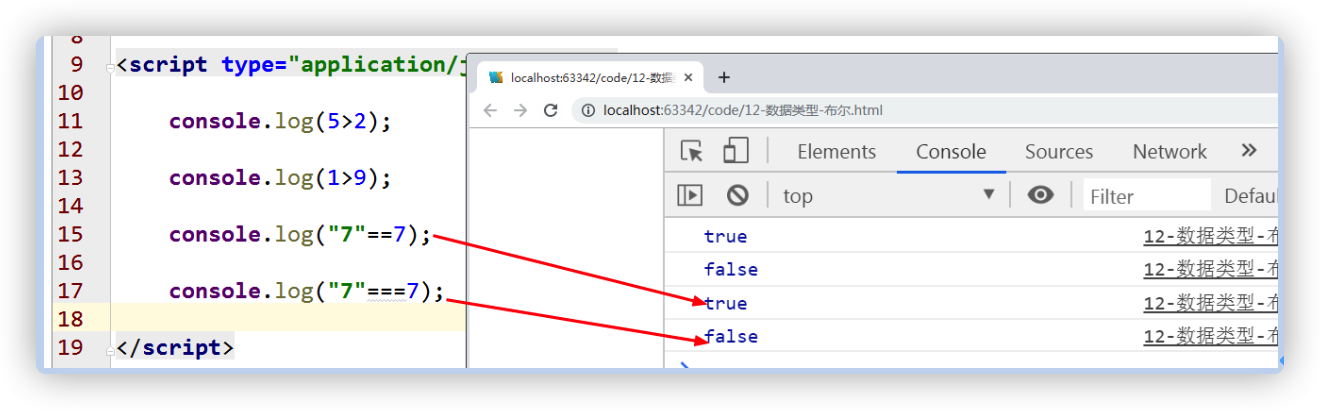 8
9 <script type="application/j
10
11 console.log(5>2);
12
13 console.log(1>9);
14
15 console.log("7"==7);
16
17 console.log("7"===7);
18
19 </script>
localhost:63342/code/12-数据 × +
localhost:63342/code/12-数据类型-布尔.html
Elements Console Sources Network »
top ▼ Filter Defau
true 12-数据类型-布
false 12-数据类型-布
true 12-数据类型-布
false 12-数据类型-布